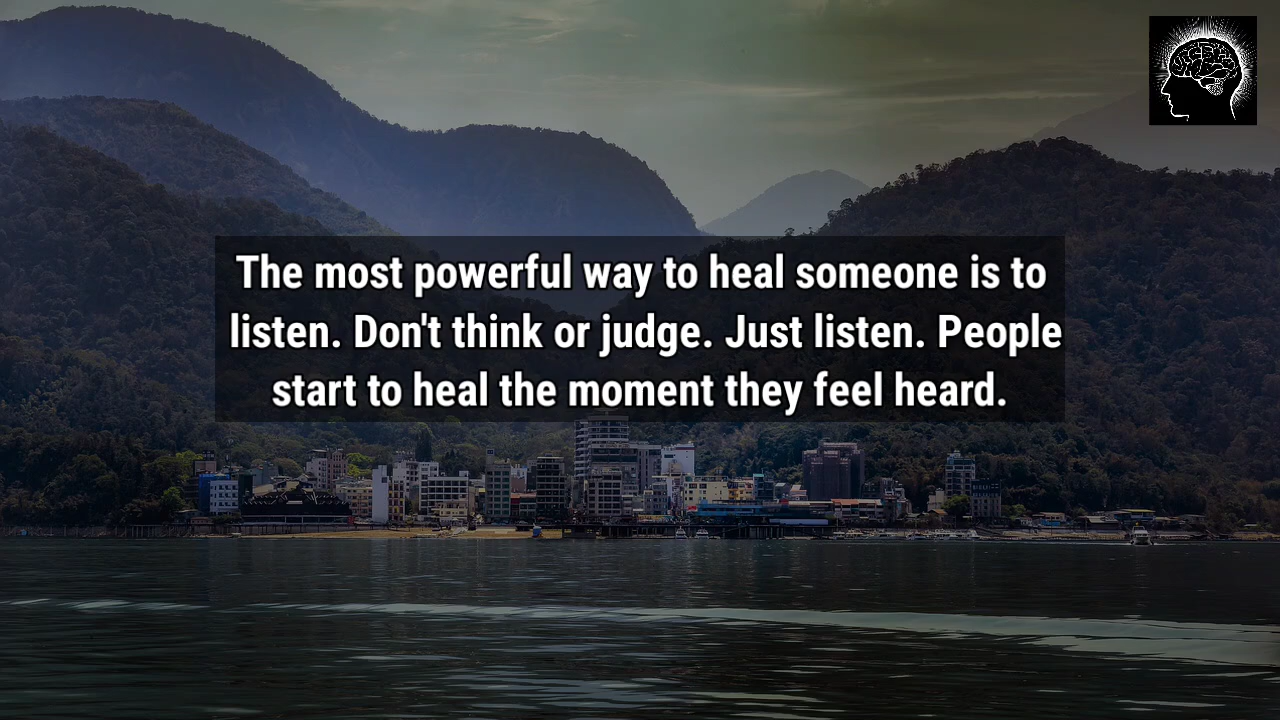 The most powerful way to heal someone is to
listen. Don't think or judge. Just listen. People
start to heal the moment they feel heard.